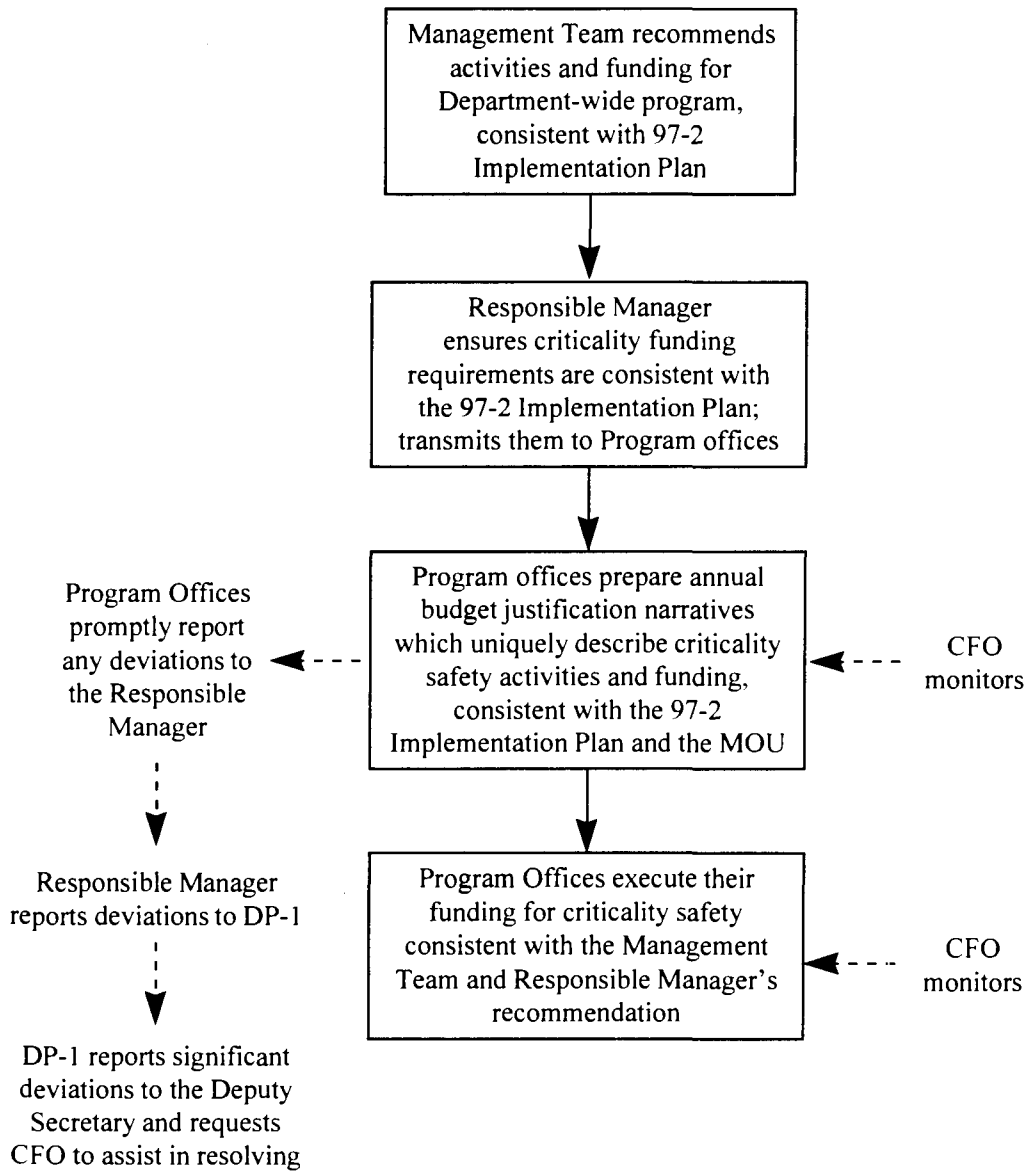 Management Team recommends
activities and funding for
Department-wide program,
consistent with 97-2
Implementation Plan
Responsible Manager
ensures criticality funding
requirements are consistent with
the 97-2 Implementation Plan;
transmits them to Program offices
Program offices prepare annual
budget justification narratives
which uniquely describe criticality
safety activities and funding,
consistent with the 97-2
Implementation Plan and the MOU
CFO
monitors
Program Offices
promptly report
any deviations to
the Responsible
Manager
Responsible Manager
reports deviations to DP-1
DP-1 reports significant
deviations to the Deputy
Secretary and requests
CFO to assist in resolving
Program Offices execute their
funding for criticality safety
consistent with the Management
Team and Responsible Manager's
recommendation
CFO
monitors